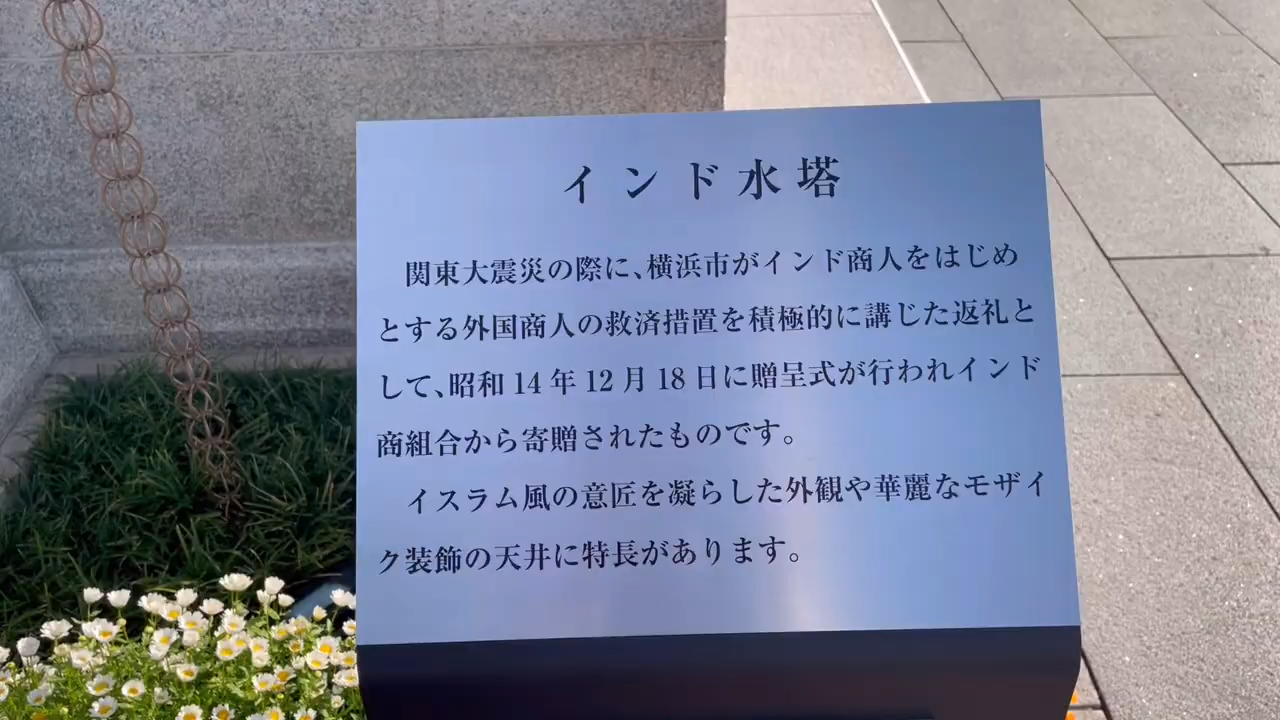 インド水塔
関東大震災の際に、横浜市がインド商人をはじめ
とする外国商人の救済措置を積極的に講じた返礼と
して、昭和14年12月18日に贈呈式が行われインド
商組合から寄贈されたものです。
イスラム風の意匠を凝らした外観や華麗なモザイ
ク装飾の天井に特長があります。